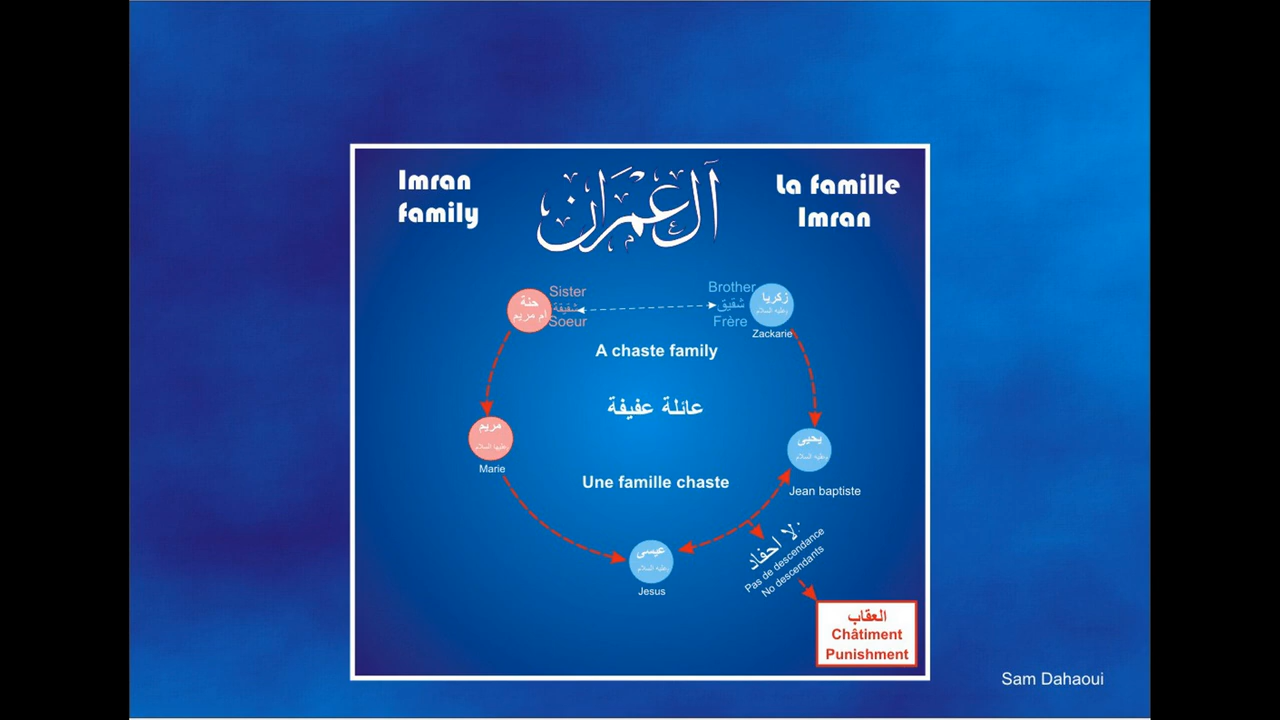 Imran
family
آل عمران
La famille
Imran
حنة
أم مريم
Sister
شقيقة
Soeur
Brother
شقيق
Frère
زكريا
عليه السلام
Zackarie
A chaste family
عائلة عفيفة
Une famille chaste
مريم
عليها السلام
Marie
يحيى
عليه السلام
Jean baptiste
عيسى
عليه السلام
Jesus
لا احفاد
Pas de descendance
No descendants
العقاب
Châtiment
Punishment
Sam Dahaoui